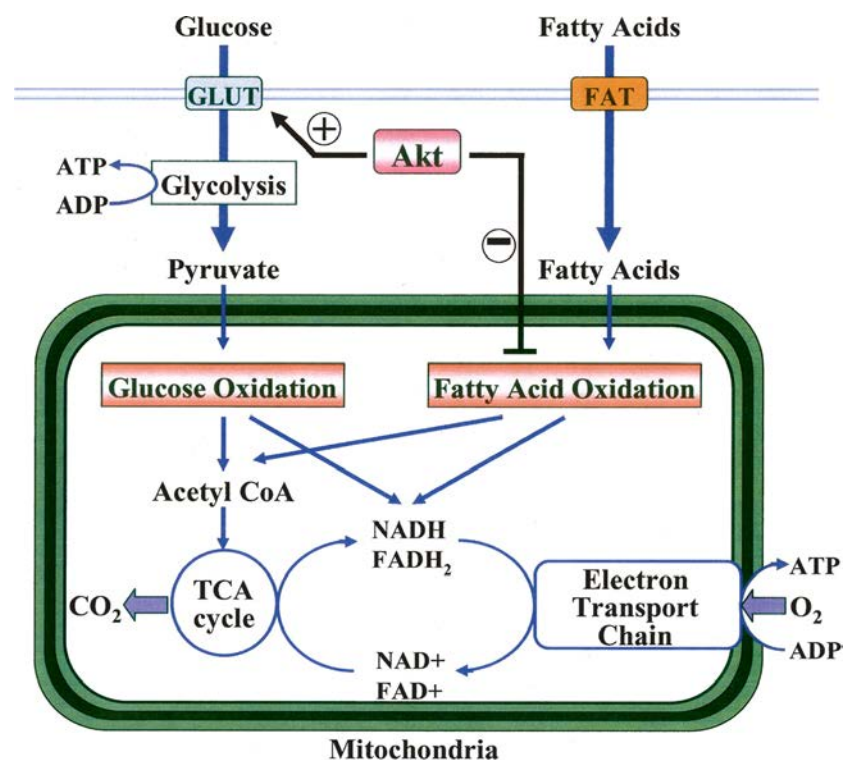 Glucose
Fatty Acids
GLUT
FAT
+
Akt
ATP
Glycolysis
ADP
−
Pyruvate
Fatty Acids
Glucose Oxidation
Fatty Acid Oxidation
Acetyl CoA
NADH
FADH₂
TCA
cycle
CO₂
Electron
Transport
Chain
ATP
O₂
ADP
NAD+
FAD+
Mitochondria